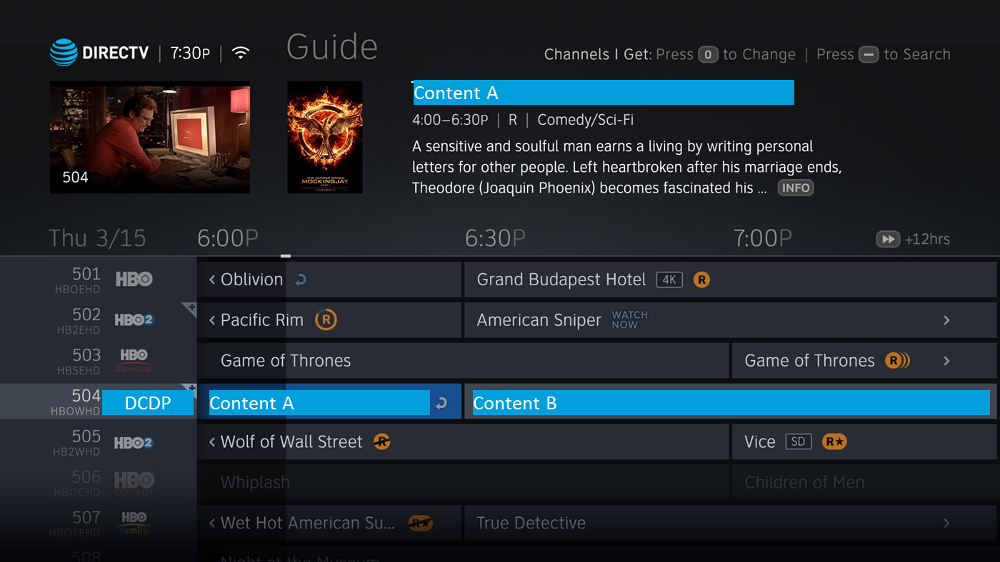 DIRECTV | 7:30P
Guide
Channels I Get: Press 0 to Change | Press − to Search
504
THE HUNGER GAMES
MOCKINGJAY
PART 1
Content A
4:00–6:30P | R | Comedy/Sci-Fi
A sensitive and soulful man earns a living by writing personal
letters for other people. Left heartbroken after his marriage ends,
Theodore (Joaquin Phoenix) becomes fascinated his ... INFO
Thu 3/15 6:00P 6:30P 7:00P +12hrs
501 HBO Oblivion Grand Budapest Hotel 4K R
HBOEHD
502 HBO2 Pacific Rim R American Sniper WATCH NOW
HB2EHD
503 HBO SIGNATURE Game of Thrones Game of Thrones R
HBSEHD
504 DCDP Content A Content B
HBOWHD
505 HBO2 Wolf of Wall Street R Vice SD R
HB2WHD
506 HBO COMEDY Whiplash Children of Men
HBOCHD
507 HBO family Wet Hot American Su... R True Detective
HBOFEHD
508 Night at the Museum